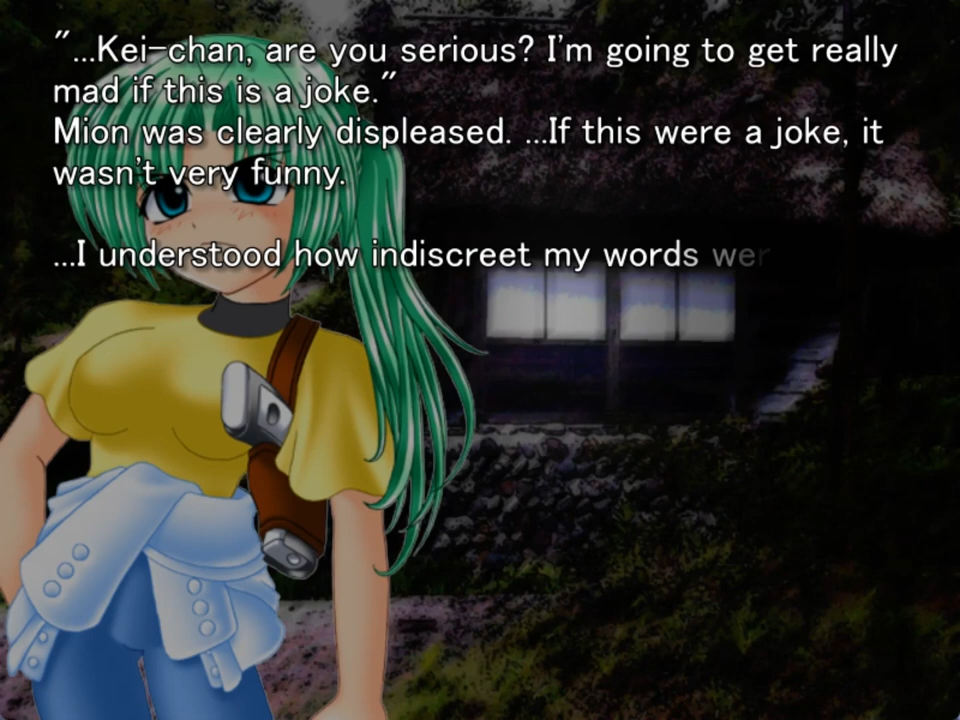 "...Kei-chan, are you serious? I'm going to get really
mad if this is a joke."
Mion was clearly displeased. ...If this were a joke, it
wasn't very funny.
...I understood how indiscreet my words wer